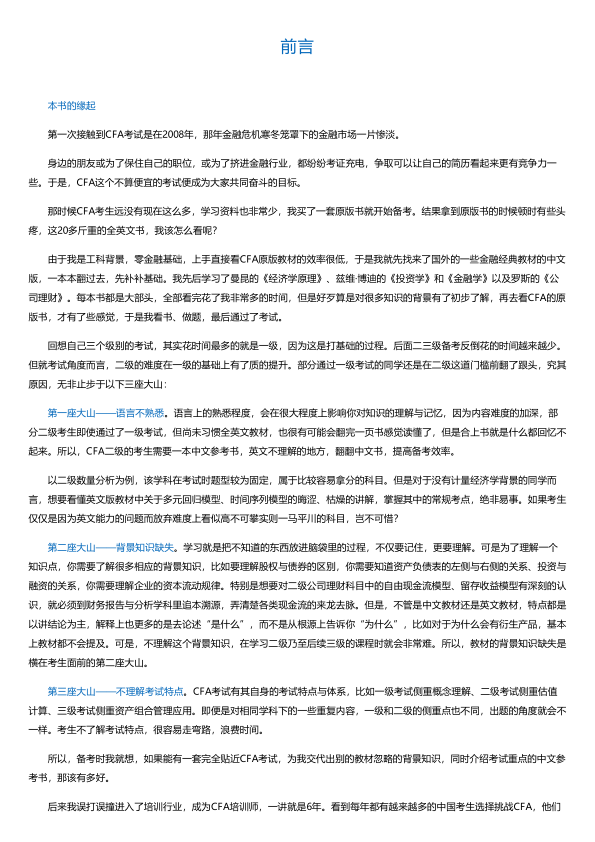 前言
本书的缘起
第一次接触到CFA考试是在2008年，那年金融危机寒冬笼罩下的金融市场一片惨淡。
身边的朋友或为了保住自己的职位，或为了挤进金融行业，都纷纷考证充电，争取可以让自己的简历看起来更有竞争力一
些。于是，CFA这个不算便宜的考试便成为大家共同奋斗的目标。
那时候CFA考生远没有现在这么多，学习资料也非常少，我买了一套原版书就开始备考。结果拿到原版书的时候顿时有些头
疼，这20多斤重的全英文书，我该怎么看呢？
由于我是工科背景，零金融基础，上手直接看CFA原版教材的效率很低，于是我就先找来了国外的一些金融经典教材的中文
版，一本本翻过去，先补补基础。我先后学习了曼昆的《经济学原理》、兹维·博迪的《投资学》和《金融学》以及罗斯的《公
司理财》。每本书都是大部头，全部看完花了我非常多的时间，但是好歹算是对很多知识的背景有了初步了解，再去看CFA的原
版书，才有了些感觉，于是我看书、做题，最后通过了考试。
回想自己三个级别的考试，其实花时间最多的就是一级，因为这是打基础的过程。后面二三级备考反倒花的时间越来越少。
但就考试角度而言，二级的难度在一级的基础上有了质的提升。部分通过一级考试的同学还是在二级这道门槛前翻了跟头，究其
原因，无非止步于以下三座大山：
第一座大山——语言不熟悉。语言上的熟悉程度，会在很大程度上影响你对知识的理解与记忆，因为内容难度的加深，部
分二级考生即使通过了一级考试，但尚未习惯全英文教材，也很有可能会翻完一页书感觉读懂了，但是合上书就是什么都回忆不
起来。所以，CFA二级的考生需要一本中文参考书，英文不理解的地方，翻翻中文书，提高备考效率。
以二级数量分析为例，该学科在考试时题型较为固定，属于比较容易拿分的科目。但是对于没有计量经济学背景的同学而
言，想要看懂英文版教材中关于多元回归模型、时间序列模型的晦涩、枯燥的讲解，掌握其中的常规考点，绝非易事。如果考生
仅仅是因为英文能力的问题而放弃难度上看似高不可攀实则一马平川的科目，岂不可惜？
第二座大山——背景知识缺失。学习就是把不知道的东西放进脑袋里的过程，不仅要记住，更要理解。可是为了理解一个
知识点，你需要了解很多相应的背景知识，比如要理解股权与债券的区别，你需要知道资产负债表的左侧与右侧的关系、投资与
融资的关系，你需要理解企业的资本流动规律。特别是想要对二级公司理财科目中的自由现金流模型、留存收益模型有深刻的认
识，就必须到财务报告与分析学科里追本溯源，弄清楚各类现金流的来龙去脉。但是，不管是中文教材还是英文教材，特点都是
以讲结论为主，解释上也更多的是去论述“是什么”，而不是从根源上告诉你“为什么”，比如对于为什么会有衍生产品，基本
上教材都不会提及。可是，不理解这个背景知识，在学习二级乃至后续三级的课程时就会非常难。所以，教材的背景知识缺失是
横在考生面前的第二座大山。
第三座大山——不理解考试特点。CFA考试有其自身的考试特点与体系，比如一级考试侧重概念理解、二级考试侧重估值
计算、三级考试侧重资产组合管理应用。即便是对相同学科下的一些重复内容，一级和二级的侧重点也不同，出题的角度就会不
一样。考生不了解考试特点，很容易走弯路，浪费时间。
所以，备考时我就想，如果能有一套完全贴近CFA考试，为我交代出别的教材忽略的背景知识，同时介绍考试重点的中文参
考书，那该有多好。
后来我误打误撞进入了培训行业，成为CFA培训师，一讲就是6年。看到每年都有越来越多的中国考生选择挑战CFA，他们